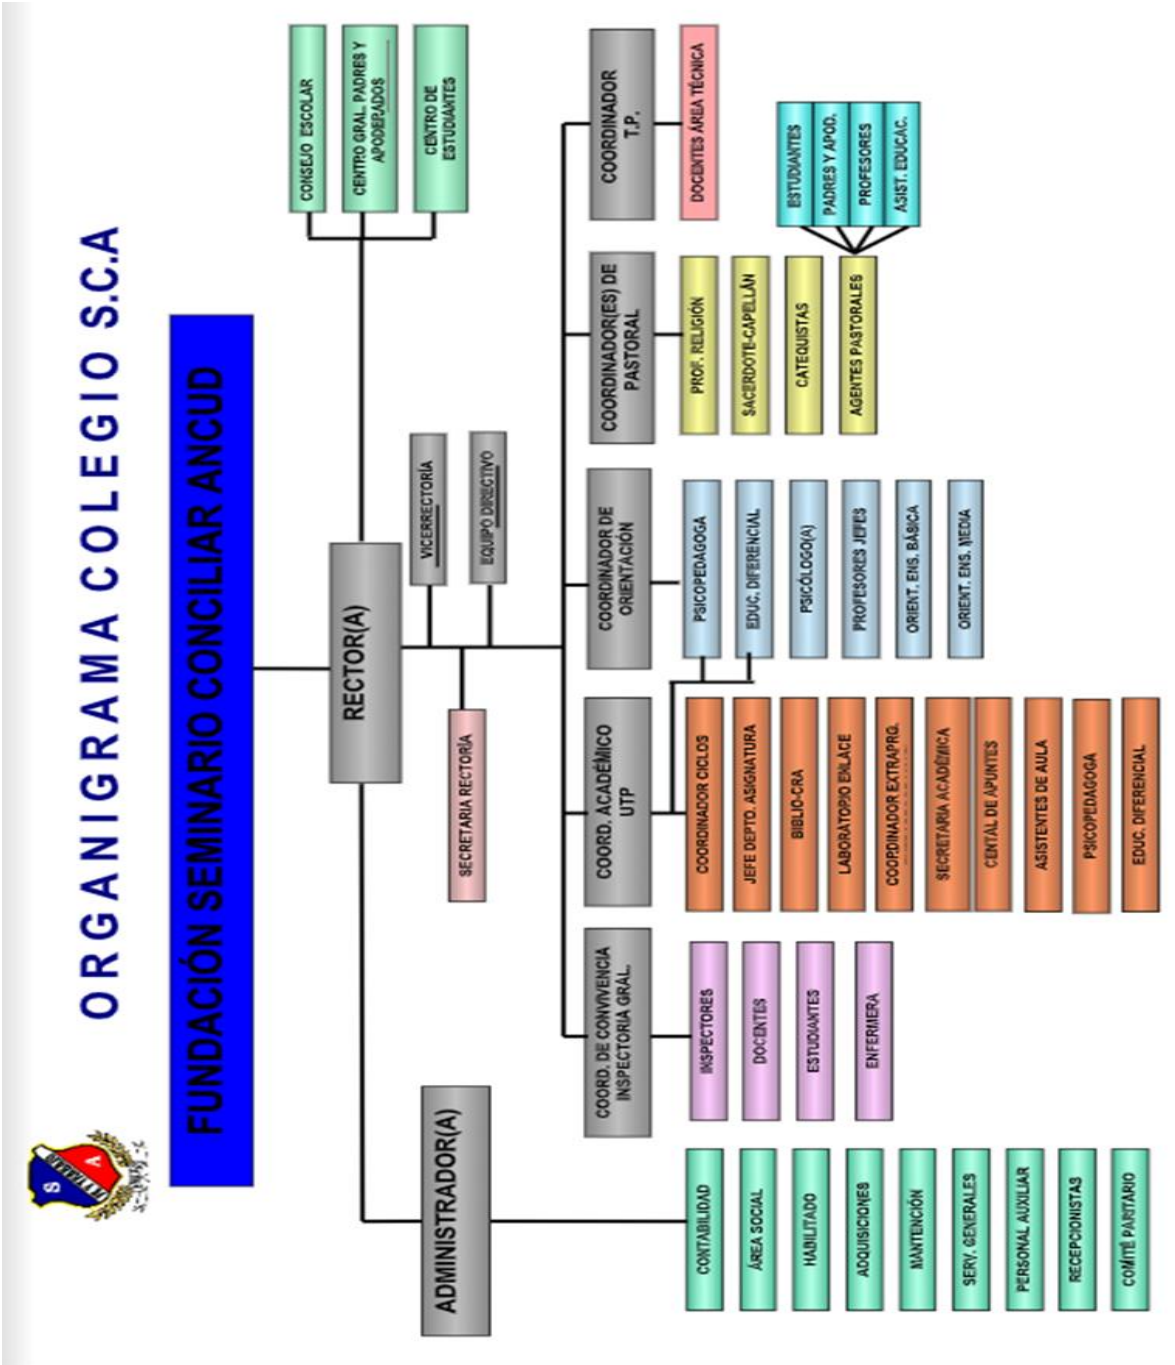 ORGANIGRAMA COLEGIO S.C.A
S
A
FUNDACIÓN SEMINARIO CONCILIAR ANCUD
RECTOR(A)
CONSEJO ESCOLAR
CENTRO GRAL. PADRES Y
APODERADOS
CENTRO DE
ESTUDIANTES
VICERRECTORÍA
EQUIPO DIRECTIVO
SECRETARIA RECTORÍA
ADMINISTRADOR(A)
CONTABILIDAD
ÁREA SOCIAL
HABILITADO
ADQUISICIONES
MANTENCIÓN
SERV. GENERALES
PERSONAL AUXILIAR
RECEPCIONISTAS
COMITÉ PARITARIO
COORD. DE CONVIVENCIA
INSPECTORIA GRAL.
INSPECTORES
DOCENTES
ESTUDIANTES
ENFERMERA
COORD. ACADÉMICO
UTP
COORDINADOR CICLOS
JEFE DEPTO. ASIGNATURA
BIBLIO-CRA
LABORATORIO ENLACE
COORDINADOR EXTRAPRG.
SECRETARIA ACADÉMICA
CENTAL DE APUNTES
ASISTENTES DE AULA
PSICOPEDAGOGA
EDUC. DIFERENCIAL
COORDINADOR DE
ORIENTACIÓN
PSICOPEDAGOGA
EDUC. DIFERENCIAL
PSICÓLOGO(A)
PROFESORES JEFES
ORIENT. ENS. BÁSICA
ORIENT. ENS. MEDIA
COORDINADOR(ES) DE
PASTORAL
PROF. RELIGIÓN
SACERDOTE-CAPELLÁN
CATEQUISTAS
AGENTES PASTORALES
ESTUDIANTES
PADRES Y APOD.
PROFESORES
ASIST. EDUCAC.
COORDINADOR
T.P.
DOCENTES ÁREA TÉCNICA